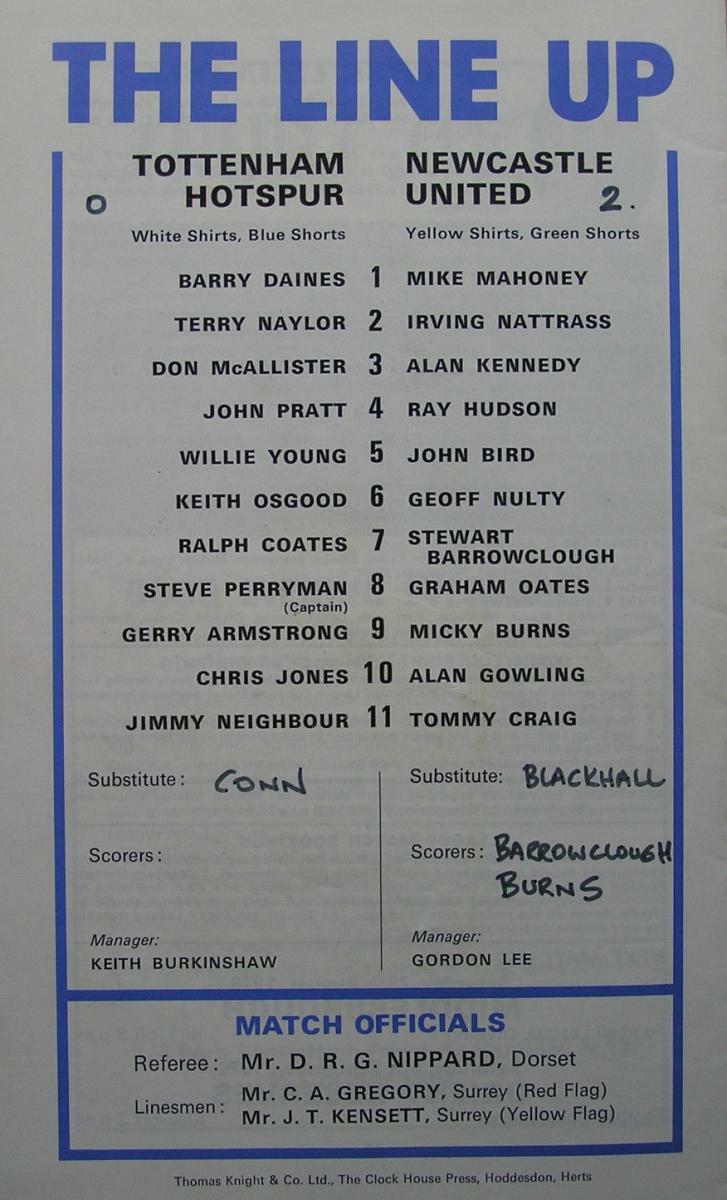 THE LINE UP
TOTTENHAM HOTSPUR 0
NEWCASTLE UNITED 2.
White Shirts, Blue Shorts
Yellow Shirts, Green Shorts
BARRY DAINES 1 MIKE MAHONEY
TERRY NAYLOR 2 IRVING NATTRASS
DON McALLISTER 3 ALAN KENNEDY
JOHN PRATT 4 RAY HUDSON
WILLIE YOUNG 5 JOHN BIRD
KEITH OSGOOD 6 GEOFF NULTY
RALPH COATES 7 STEWART BARROWCLOUGH
STEVE PERRYMAN (Captain) 8 GRAHAM OATES
GERRY ARMSTRONG 9 MICKY BURNS
CHRIS JONES 10 ALAN GOWLING
JIMMY NEIGHBOUR 11 TOMMY CRAIG
Substitute: CONN
Substitute: BLACKHALL
Scorers:
Scorers: BARROWCLOUGH
BURNS
Manager:
KEITH BURKINSHAW
Manager:
GORDON LEE
MATCH OFFICIALS
Referee: Mr. D. R. G. NIPPARD, Dorset
Linesmen: Mr. C. A. GREGORY, Surrey (Red Flag)
Mr. J. T. KENSETT, Surrey (Yellow Flag)
Thomas Knight & Co. Ltd., The Clock House Press, Hoddesdon, Herts